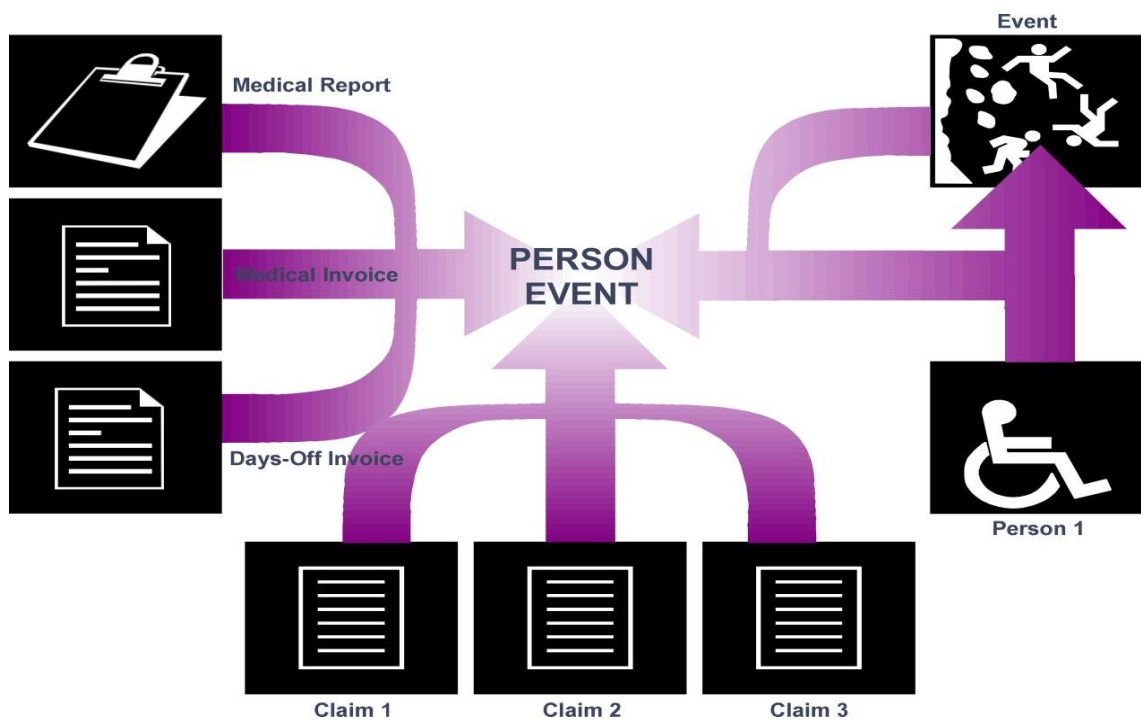 Event
Medical Report
Medical Invoice
PERSON
EVENT
Days-Off Invoice
Person 1
Claim 1
Claim 2
Claim 3